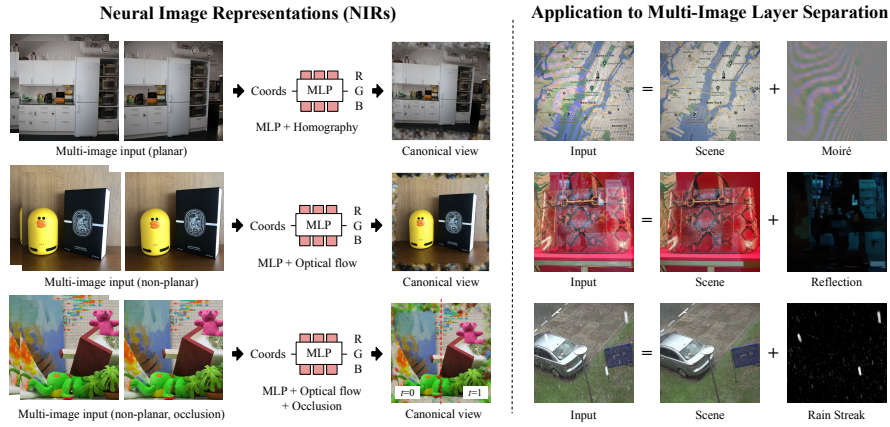 Neural Image Representations (NIRs)
Application to Multi-Image Layer Separation
Coords
MLP
R
G
B
MLP + Homography
Multi-image input (planar)
Canonical view
Input
=
Scene
+
Moiré
Coords
MLP
R
G
B
MLP + Optical flow
Multi-image input (non-planar)
Canonical view
Input
=
Scene
+
Reflection
Coords
MLP
R
G
B
MLP + Optical flow
+ Occlusion
t=0
t=1
Multi-image input (non-planar, occlusion)
Canonical view
Input
=
Scene
+
Rain Streak